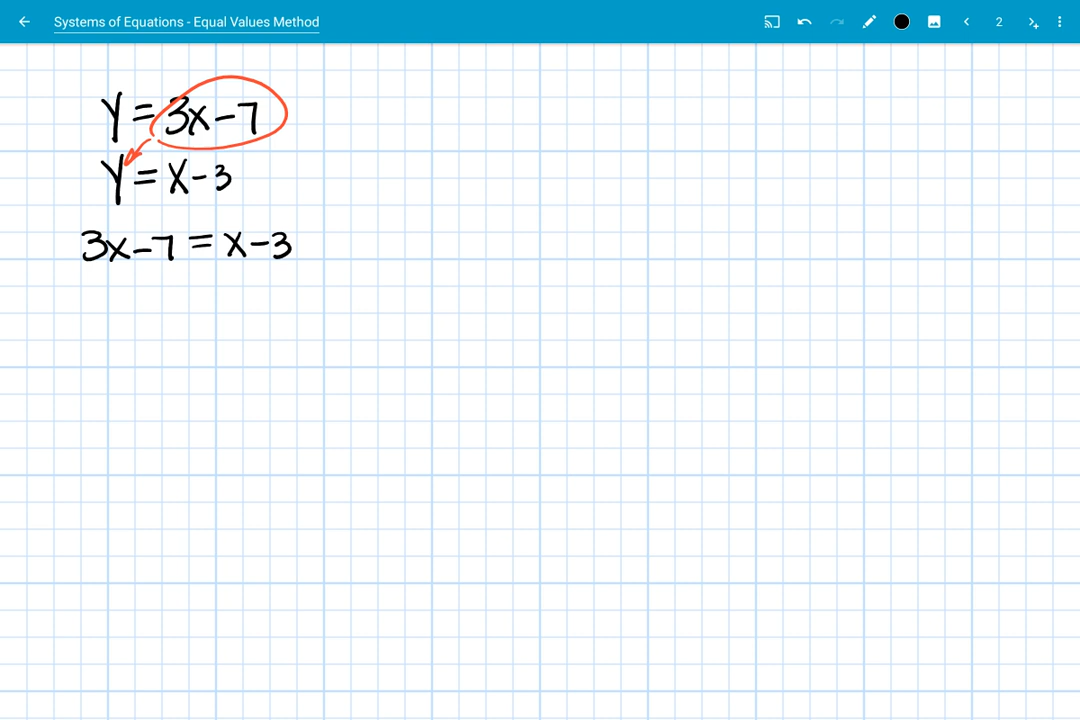 Systems of Equations - Equal Values Method
2
y = 3x - 7
y = x - 3
3x - 7 = x - 3